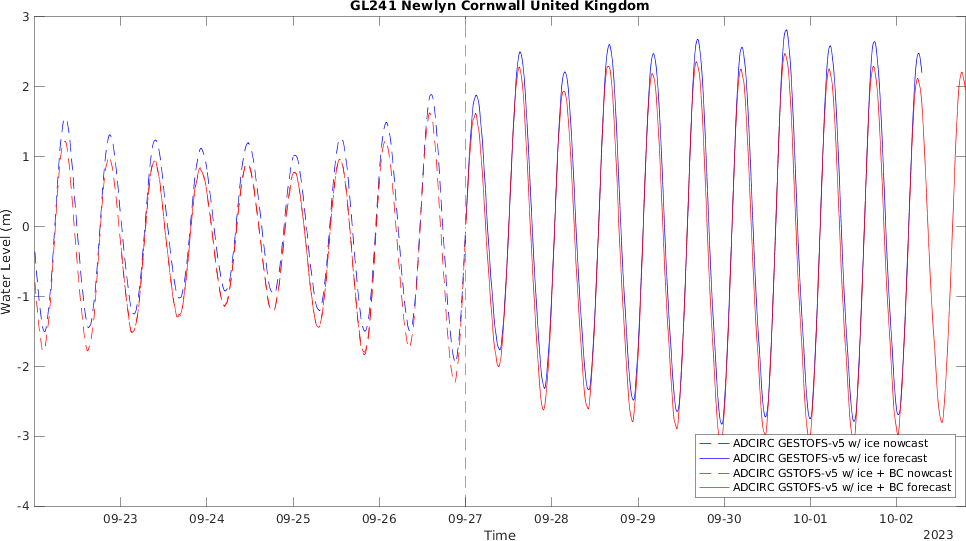 GL241 Newlyn Cornwall United Kingdom
3
2
1
0
-1
-2
-3
-4
Water Level (m)
ADCIRC GESTOFS-v5 w/ ice nowcast
ADCIRC GESTOFS-v5 w/ ice forecast
ADCIRC GSTOFS-v5 w/ ice + BC nowcast
ADCIRC GSTOFS-v5 w/ ice + BC forecast
09-23 09-24 09-25 09-26 09-27 09-28 09-29 09-30 10-01 10-02
Time
2023